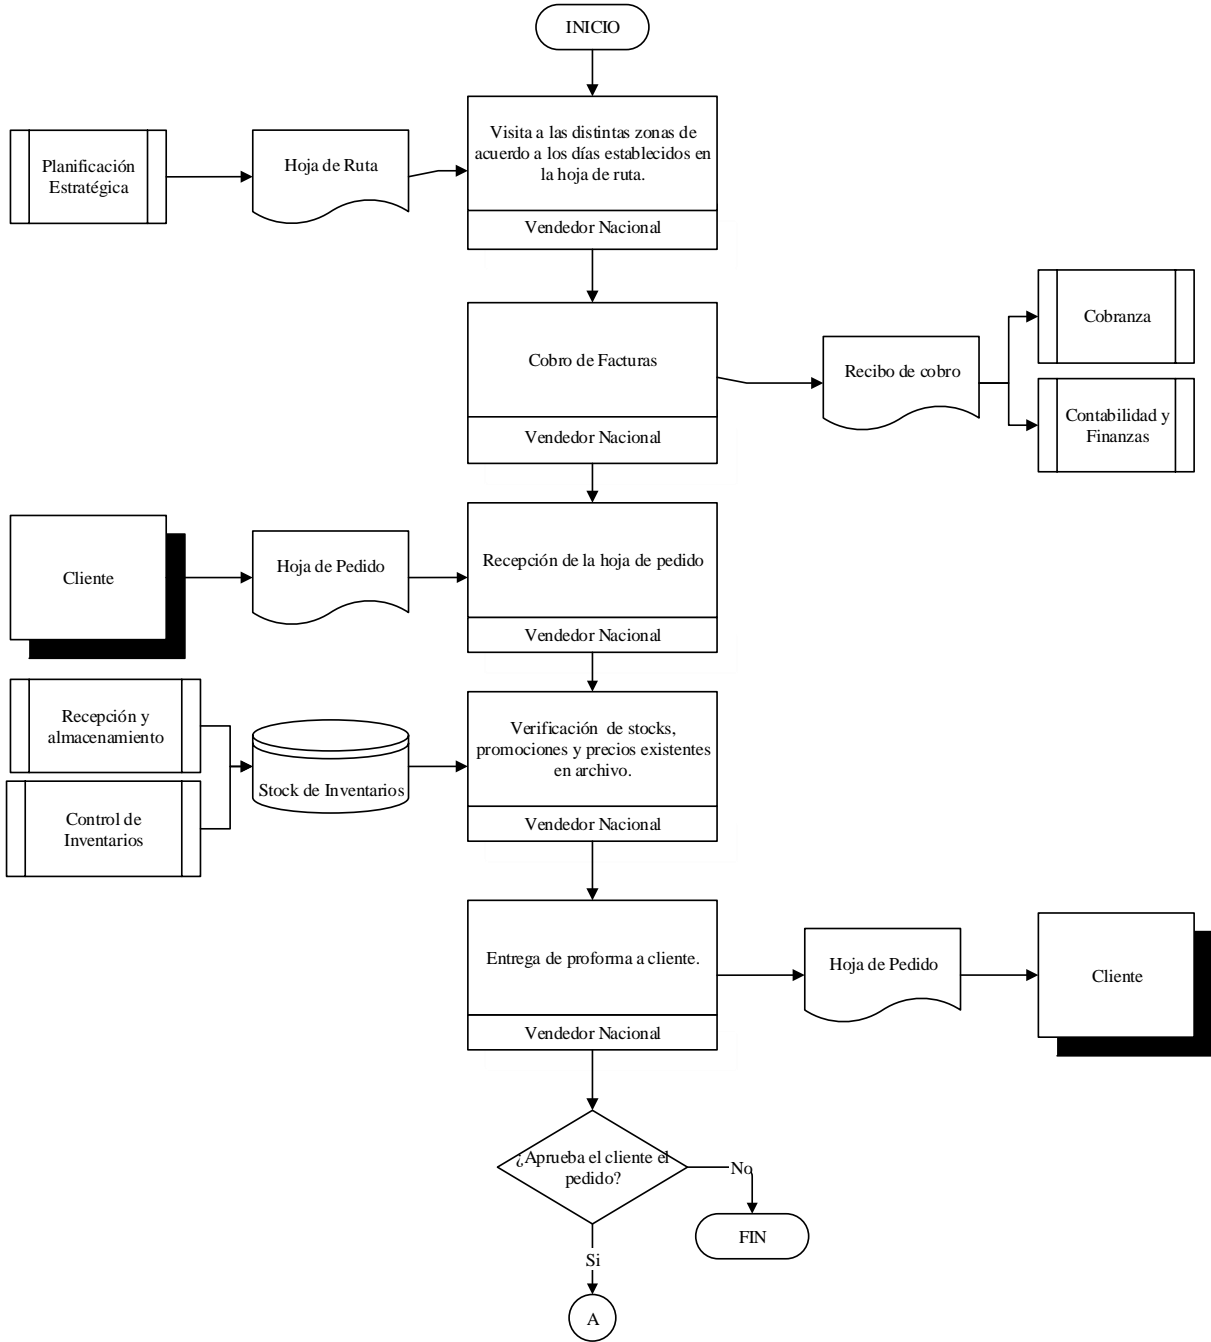 INICIO
Visita a las distintas zonas de
acuerdo a los días establecidos en
la hoja de ruta.
Vendedor Nacional
Planificación
Estratégica
Hoja de Ruta
Cobro de Facturas
Vendedor Nacional
Recibo de cobro
Cobranza
Contabilidad y
Finanzas
Cliente
Hoja de Pedido
Recepción de la hoja de pedido
Vendedor Nacional
Recepción y
almacenamiento
Control de
Inventarios
Stock de Inventarios
Verificación de stocks,
promociones y precios existentes
en archivo.
Vendedor Nacional
Entrega de proforma a cliente.
Vendedor Nacional
Hoja de Pedido
Cliente
¿Aprueba el cliente el
pedido?
No
FIN
Si
A